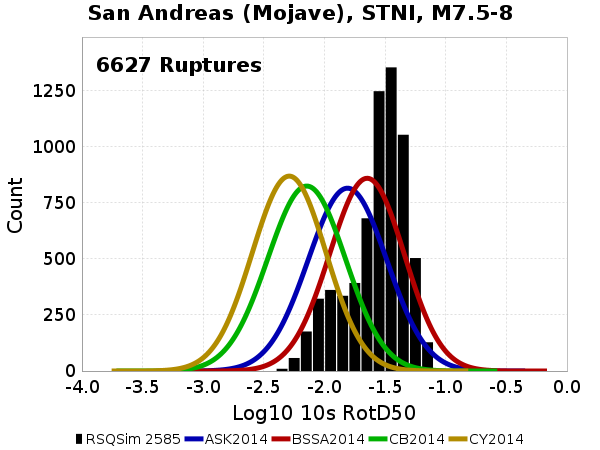 San Andreas (Mojave), STNI, M7.5-8
6627 Ruptures
Count
1250
1000
750
500
250
0
-4.0 -3.5 -3.0 -2.5 -2.0 -1.5 -1.0 -0.5 0.0
Log10 10s RotD50
RSQSim 2585 ASK2014 BSSA2014 CB2014 CY2014